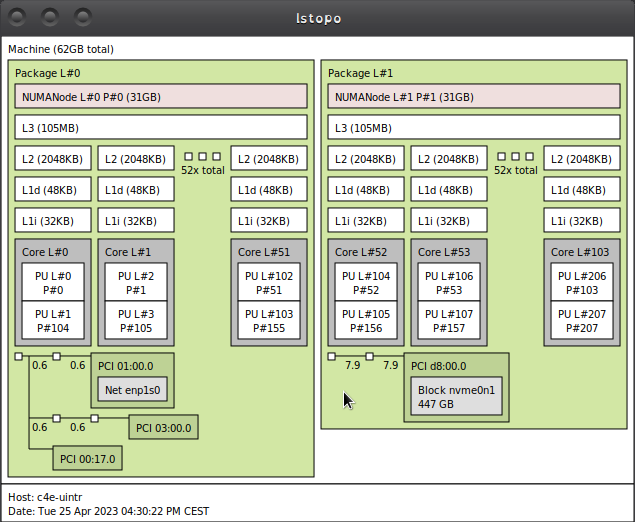 lstopo
Machine (62GB total)
Package L#0
NUMANode L#0 P#0 (31GB)
L3 (105MB)
L2 (2048KB)
L2 (2048KB)
52x total
L2 (2048KB)
L1d (48KB)
L1d (48KB)
L1d (48KB)
L1i (32KB)
L1i (32KB)
L1i (32KB)
Core L#0
PU L#0
P#0
PU L#1
P#104
Core L#1
PU L#2
P#1
PU L#3
P#105
Core L#51
PU L#102
P#51
PU L#103
P#155
0.6
0.6
PCI 01:00.0
Net enp1s0
0.6
0.6
PCI 03:00.0
PCI 00:17.0
Package L#1
NUMANode L#1 P#1 (31GB)
L3 (105MB)
L2 (2048KB)
L2 (2048KB)
52x total
L2 (2048KB)
L1d (48KB)
L1d (48KB)
L1d (48KB)
L1i (32KB)
L1i (32KB)
L1i (32KB)
Core L#52
PU L#104
P#52
PU L#105
P#156
Core L#53
PU L#106
P#53
PU L#107
P#157
Core L#103
PU L#206
P#103
PU L#207
P#207
7.9
7.9
PCI d8:00.0
Block nvme0n1
447 GB
Host: c4e-uintr
Date: Tue 25 Apr 2023 04:30:22 PM CEST